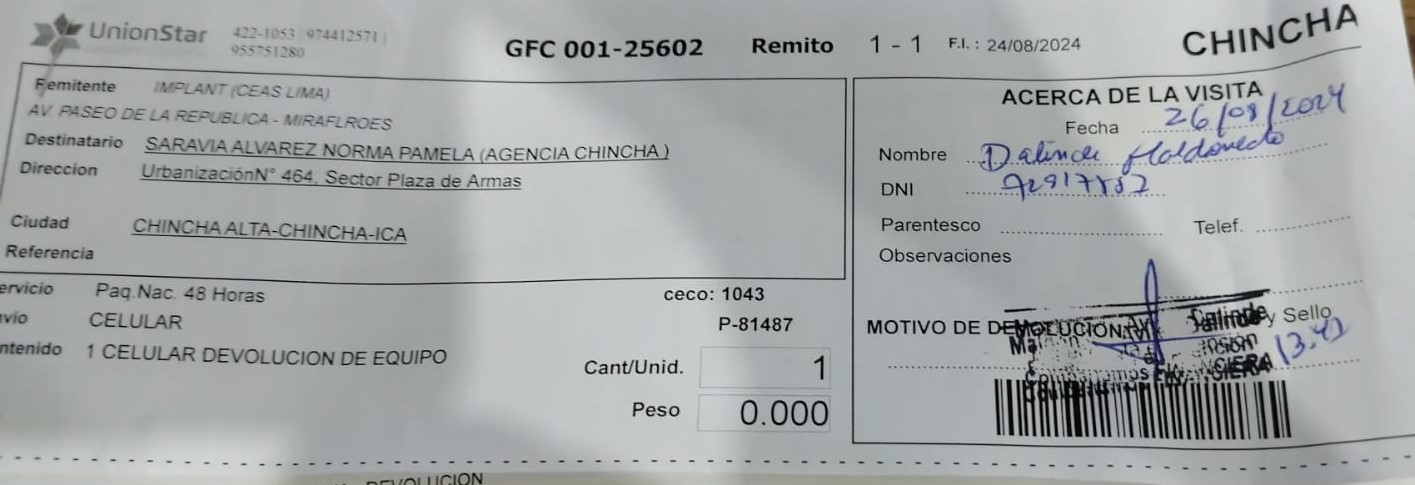 UnionStar 422-1053 | 974412571 |
955751280
GFC 001-25602 Remito 1 - 1 F.I. : 24/08/2024
CHINCHA
Remitente IMPLANT (CEAS LIMA)
AV. PASEO DE LA REPUBLICA - MIRAFLROES
Destinatario SARAVIA ALVAREZ NORMA PAMELA (AGENCIA CHINCHA )
Direccion UrbanizaciónN° 464, Sector Plaza de Armas
Ciudad CHINCHA ALTA-CHINCHA-ICA
Referencia
ervicio Paq.Nac. 48 Horas
nvio CELULAR
ntenido 1 CELULAR DEVOLUCION DE EQUIPO
ceco: 1043
P-81487
Cant/Unid. 1
Peso 0.000
ACERCA DE LA VISITA
Fecha 26/08/2024
Nombre Maldonado
DNI
Parentesco Telef.
Observaciones
MOTIVO DE y Sello
DEVOLUCION